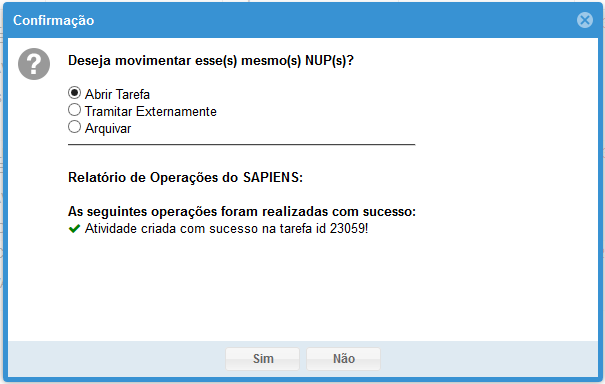 Confirmação
Deseja movimentar esse(s) mesmo(s) NUP(s)?
Abrir Tarefa
Tramitar Externamente
Arquivar
Relatório de Operações do SAPIENS:
As seguintes operações foram realizadas com sucesso:
Atividade criada com sucesso na tarefa id 23059!
Sim Não